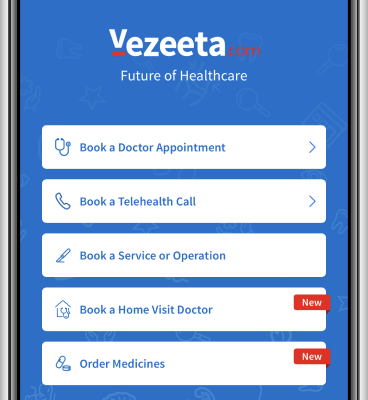 Vezeeta.com
Future of Healthcare
Book a Doctor Appointment
Book a Telehealth Call
Book a Service or Operation
New
Book a Home Visit Doctor
New
Order Medicines